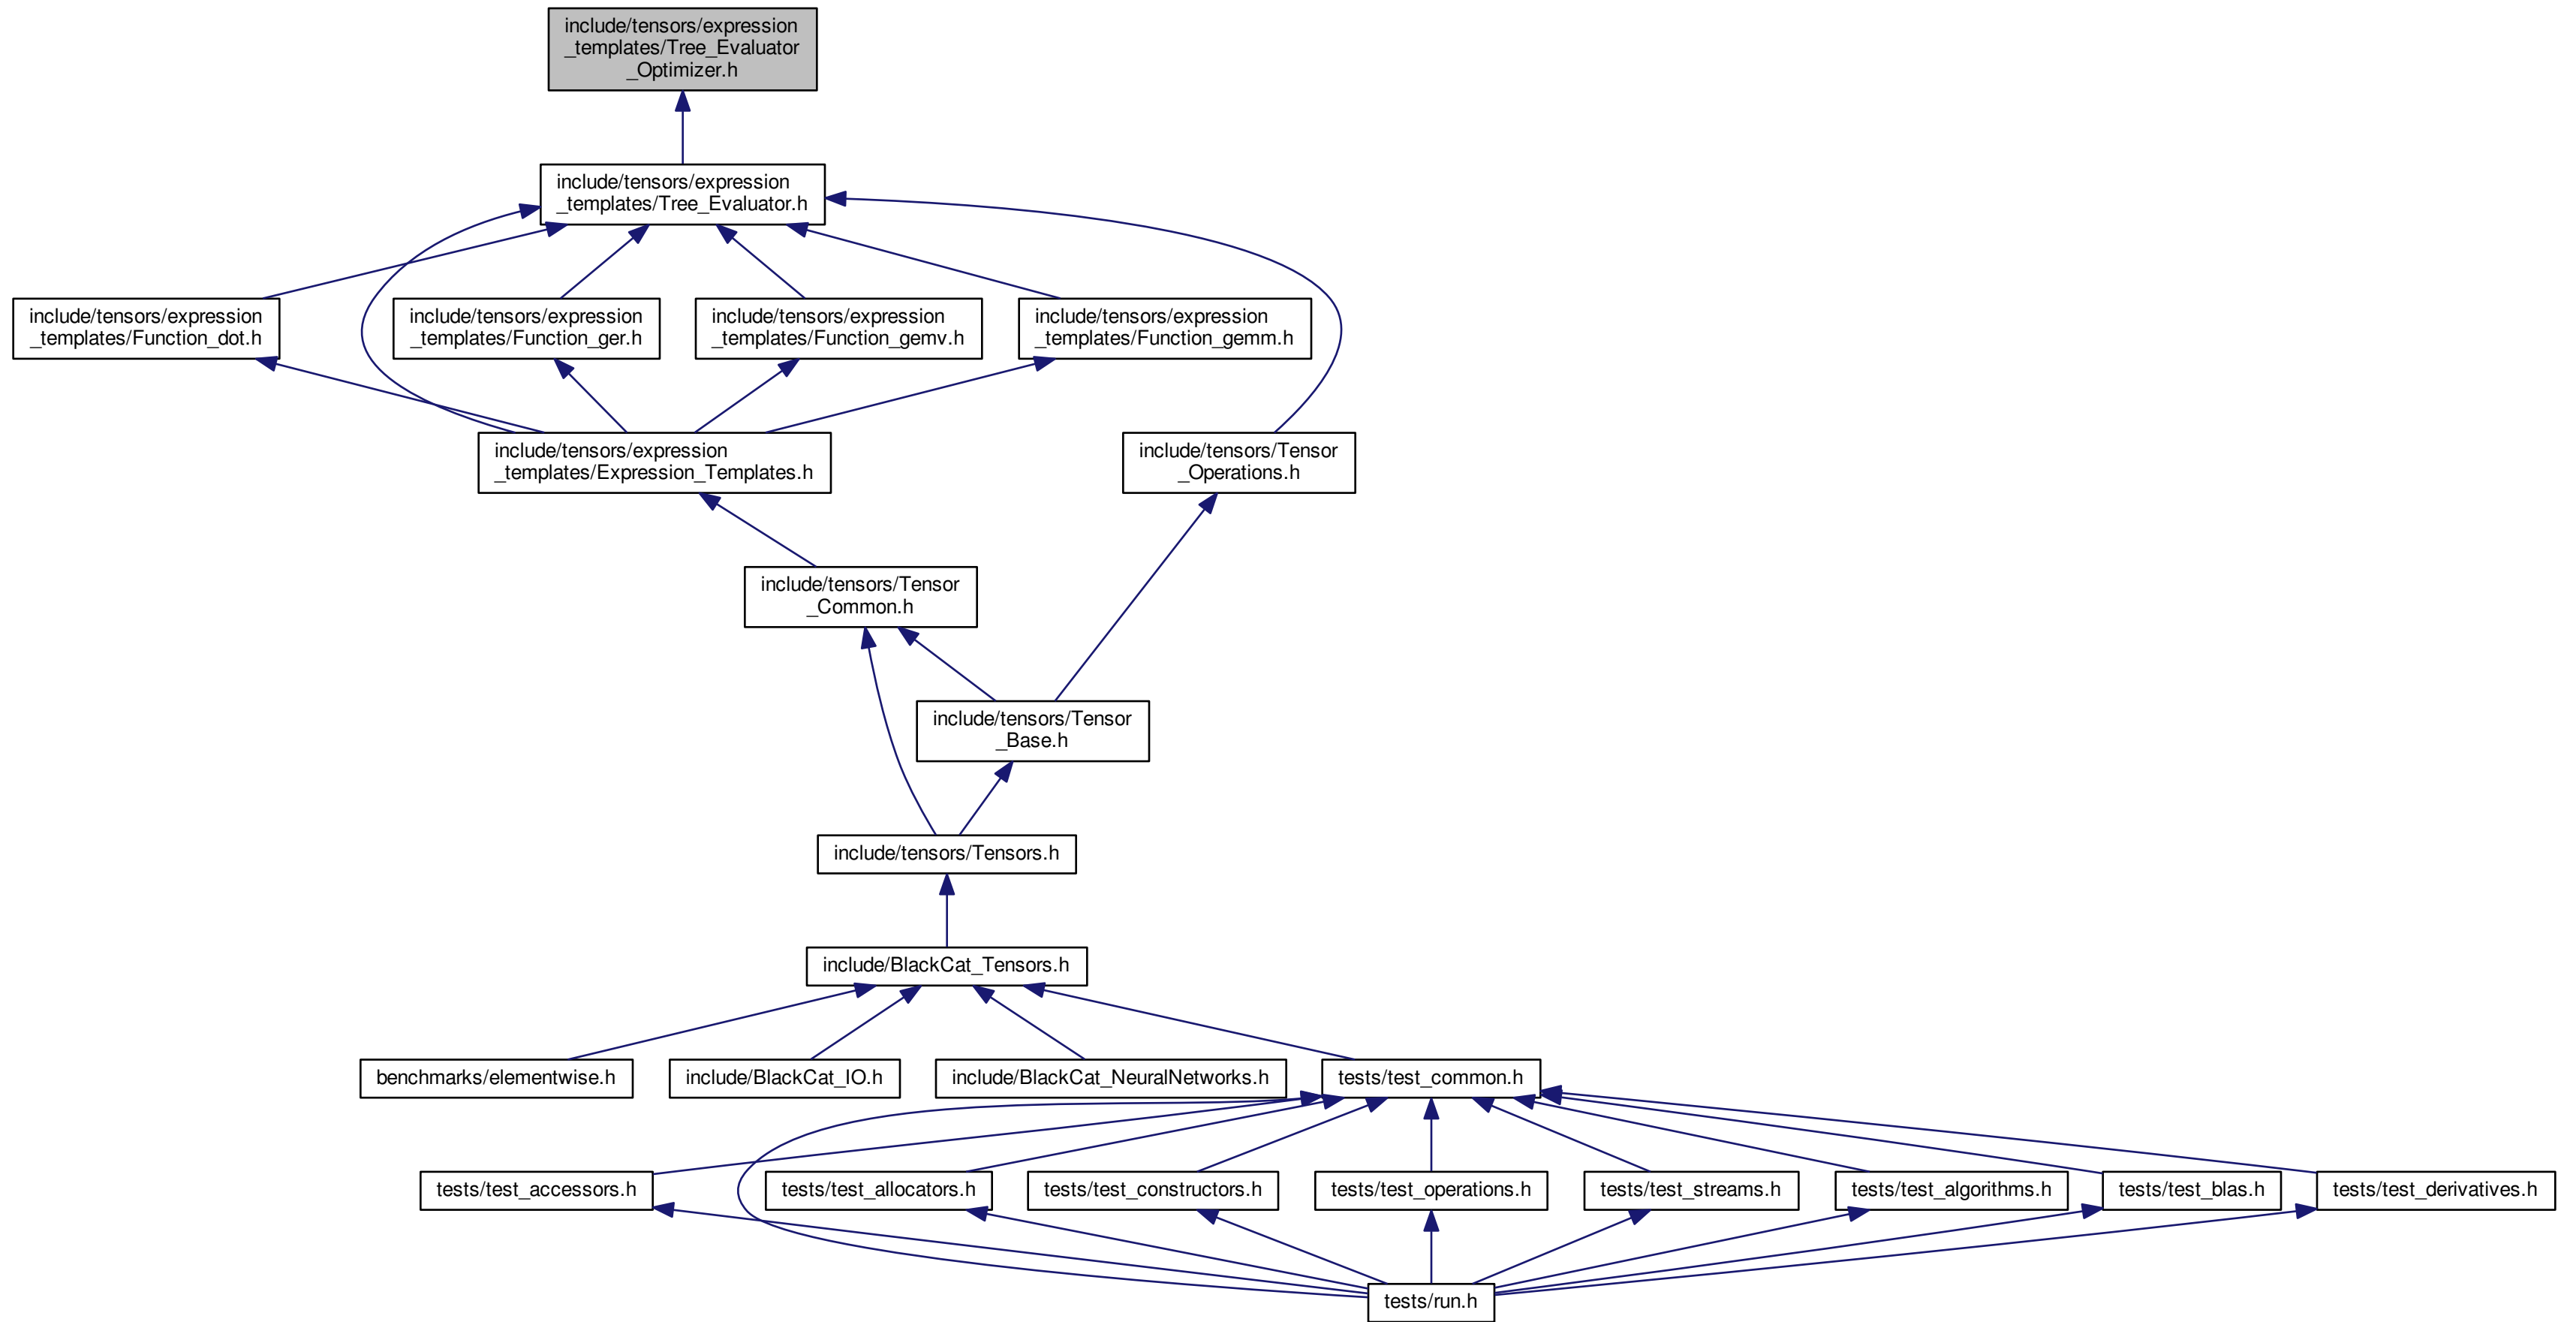 include/tensors/expression
_templates/Tree_Evaluator
_Optimizer.h
include/tensors/expression
_templates/Tree_Evaluator.h
include/tensors/expression
_templates/Function_dot.h
include/tensors/expression
_templates/Function_ger.h
include/tensors/expression
_templates/Function_gemv.h
include/tensors/expression
_templates/Function_gemm.h
include/tensors/expression
_templates/Expression_Templates.h
include/tensors/Tensor
_Operations.h
include/tensors/Tensor
_Common.h
include/tensors/Tensor
_Base.h
include/tensors/Tensors.h
include/BlackCat_Tensors.h
benchmarks/elementwise.h
include/BlackCat_IO.h
include/BlackCat_NeuralNetworks.h
tests/test_common.h
tests/test_accessors.h
tests/test_allocators.h
tests/test_constructors.h
tests/test_operations.h
tests/test_streams.h
tests/test_algorithms.h
tests/test_blas.h
tests/test_derivatives.h
tests/run.h